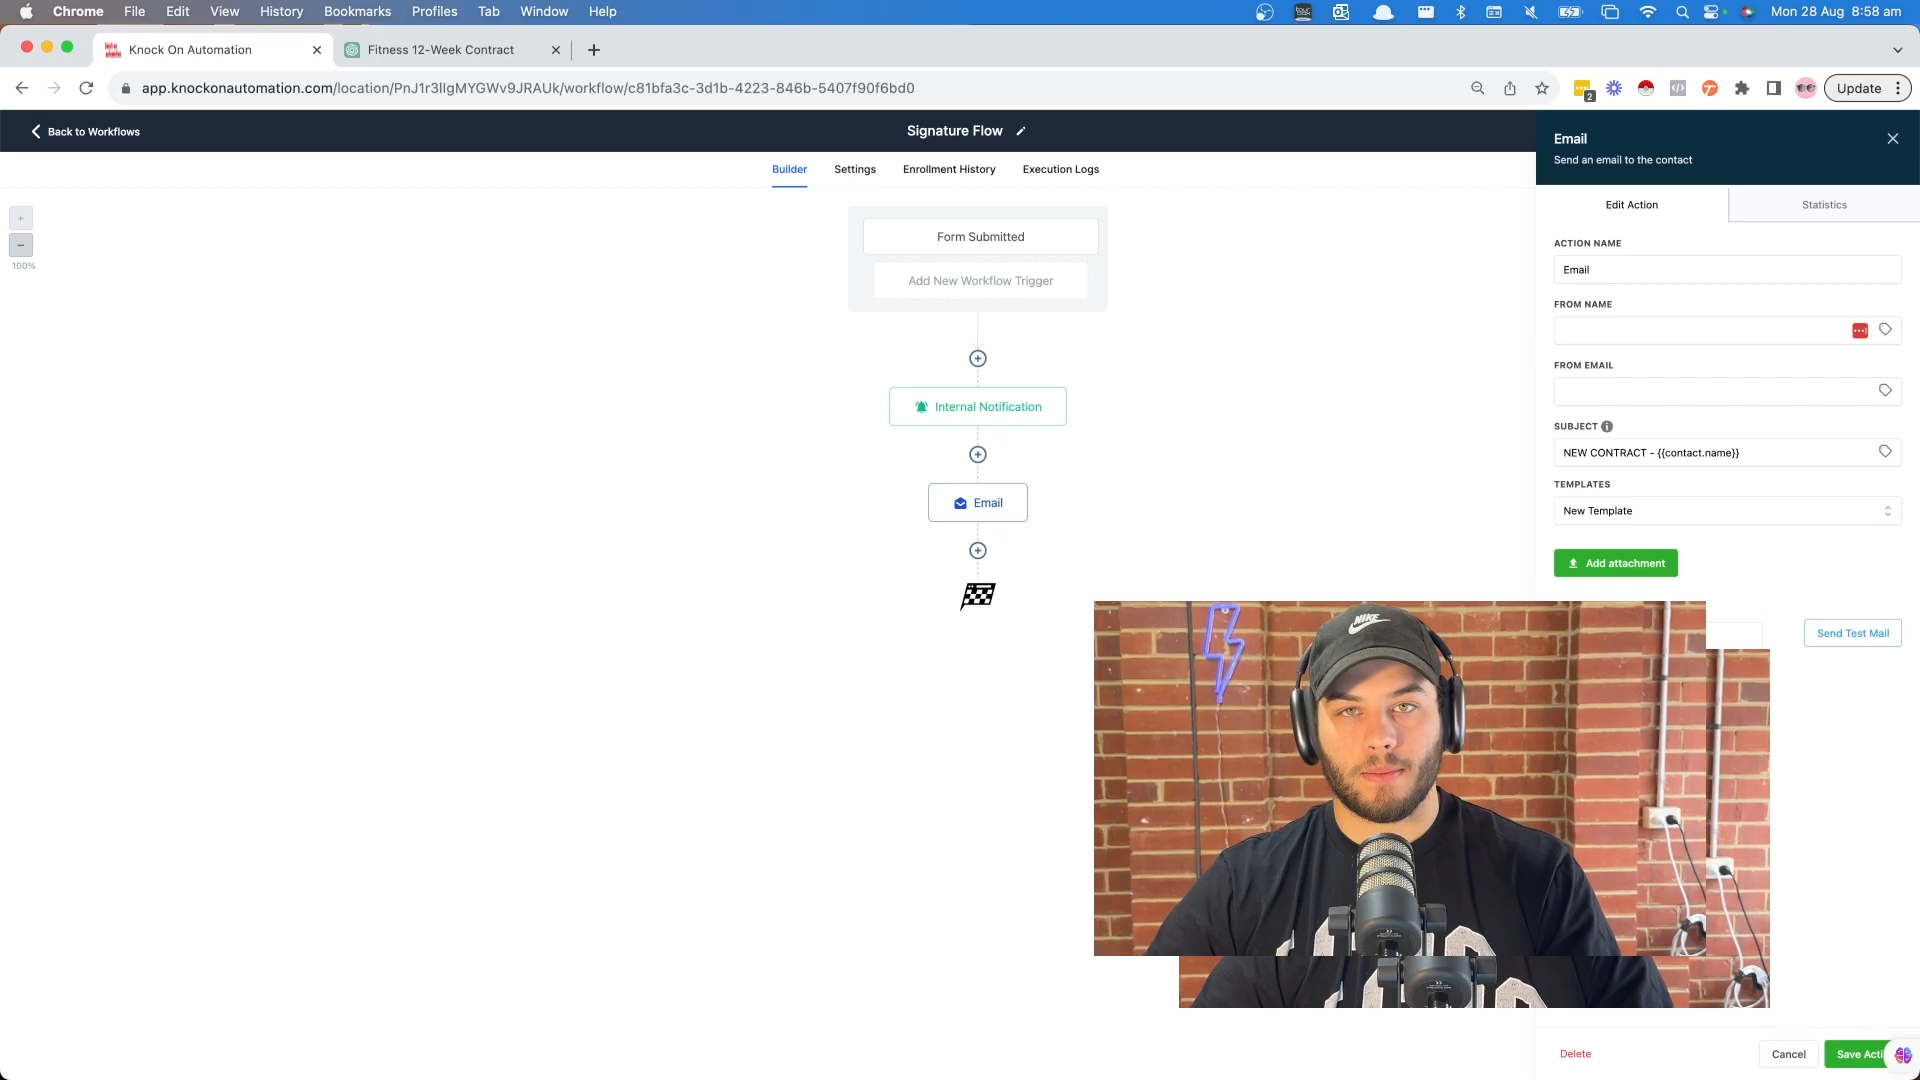 Chrome File Edit View History Bookmarks Profiles Tab Window Help Mon 28 Aug 8:58 am
Knock On Automation
Fitness 12-Week Contract
app.knockonautomation.com/location/PnJ1r3lIgMYGWv9JRAUk/workflow/c81bfa3c-3d1b-4223-846b-5407f90f6bd0
2
Update
Back to Workflows
Signature Flow
Builder Settings Enrollment History Execution Logs
100%
Form Submitted
Add New Workflow Trigger
Internal Notification
Email
Email
Send an email to the contact
Edit Action
Statistics
ACTION NAME
Email
FROM NAME
FROM EMAIL
SUBJECT
NEW CONTRACT - {{contact.name}}
TEMPLATES
New Template
Add attachment
Send Test Mail
NIKE
Delete
Cancel
Save Acti